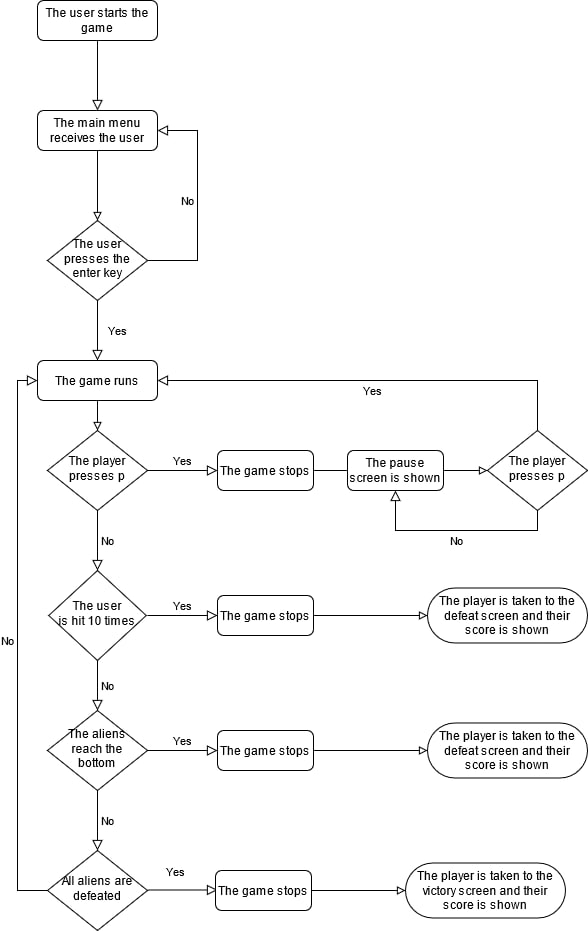 The user starts the
game
The main menu
receives the user
No
The user
presses the
enter key
Yes
The game runs
Yes
The player
presses p
Yes
The game stops
The pause
screen is shown
The player
presses p
No
No
The user
is hit 10 times
Yes
The game stops
The player is taken to the
defeat screen and their
score is shown
No
No
The aliens
reach the
bottom
Yes
The game stops
The player is taken to the
defeat screen and their
score is shown
No
All aliens are
defeated
Yes
The game stops
The player is taken to the
victory screen and their
score is shown